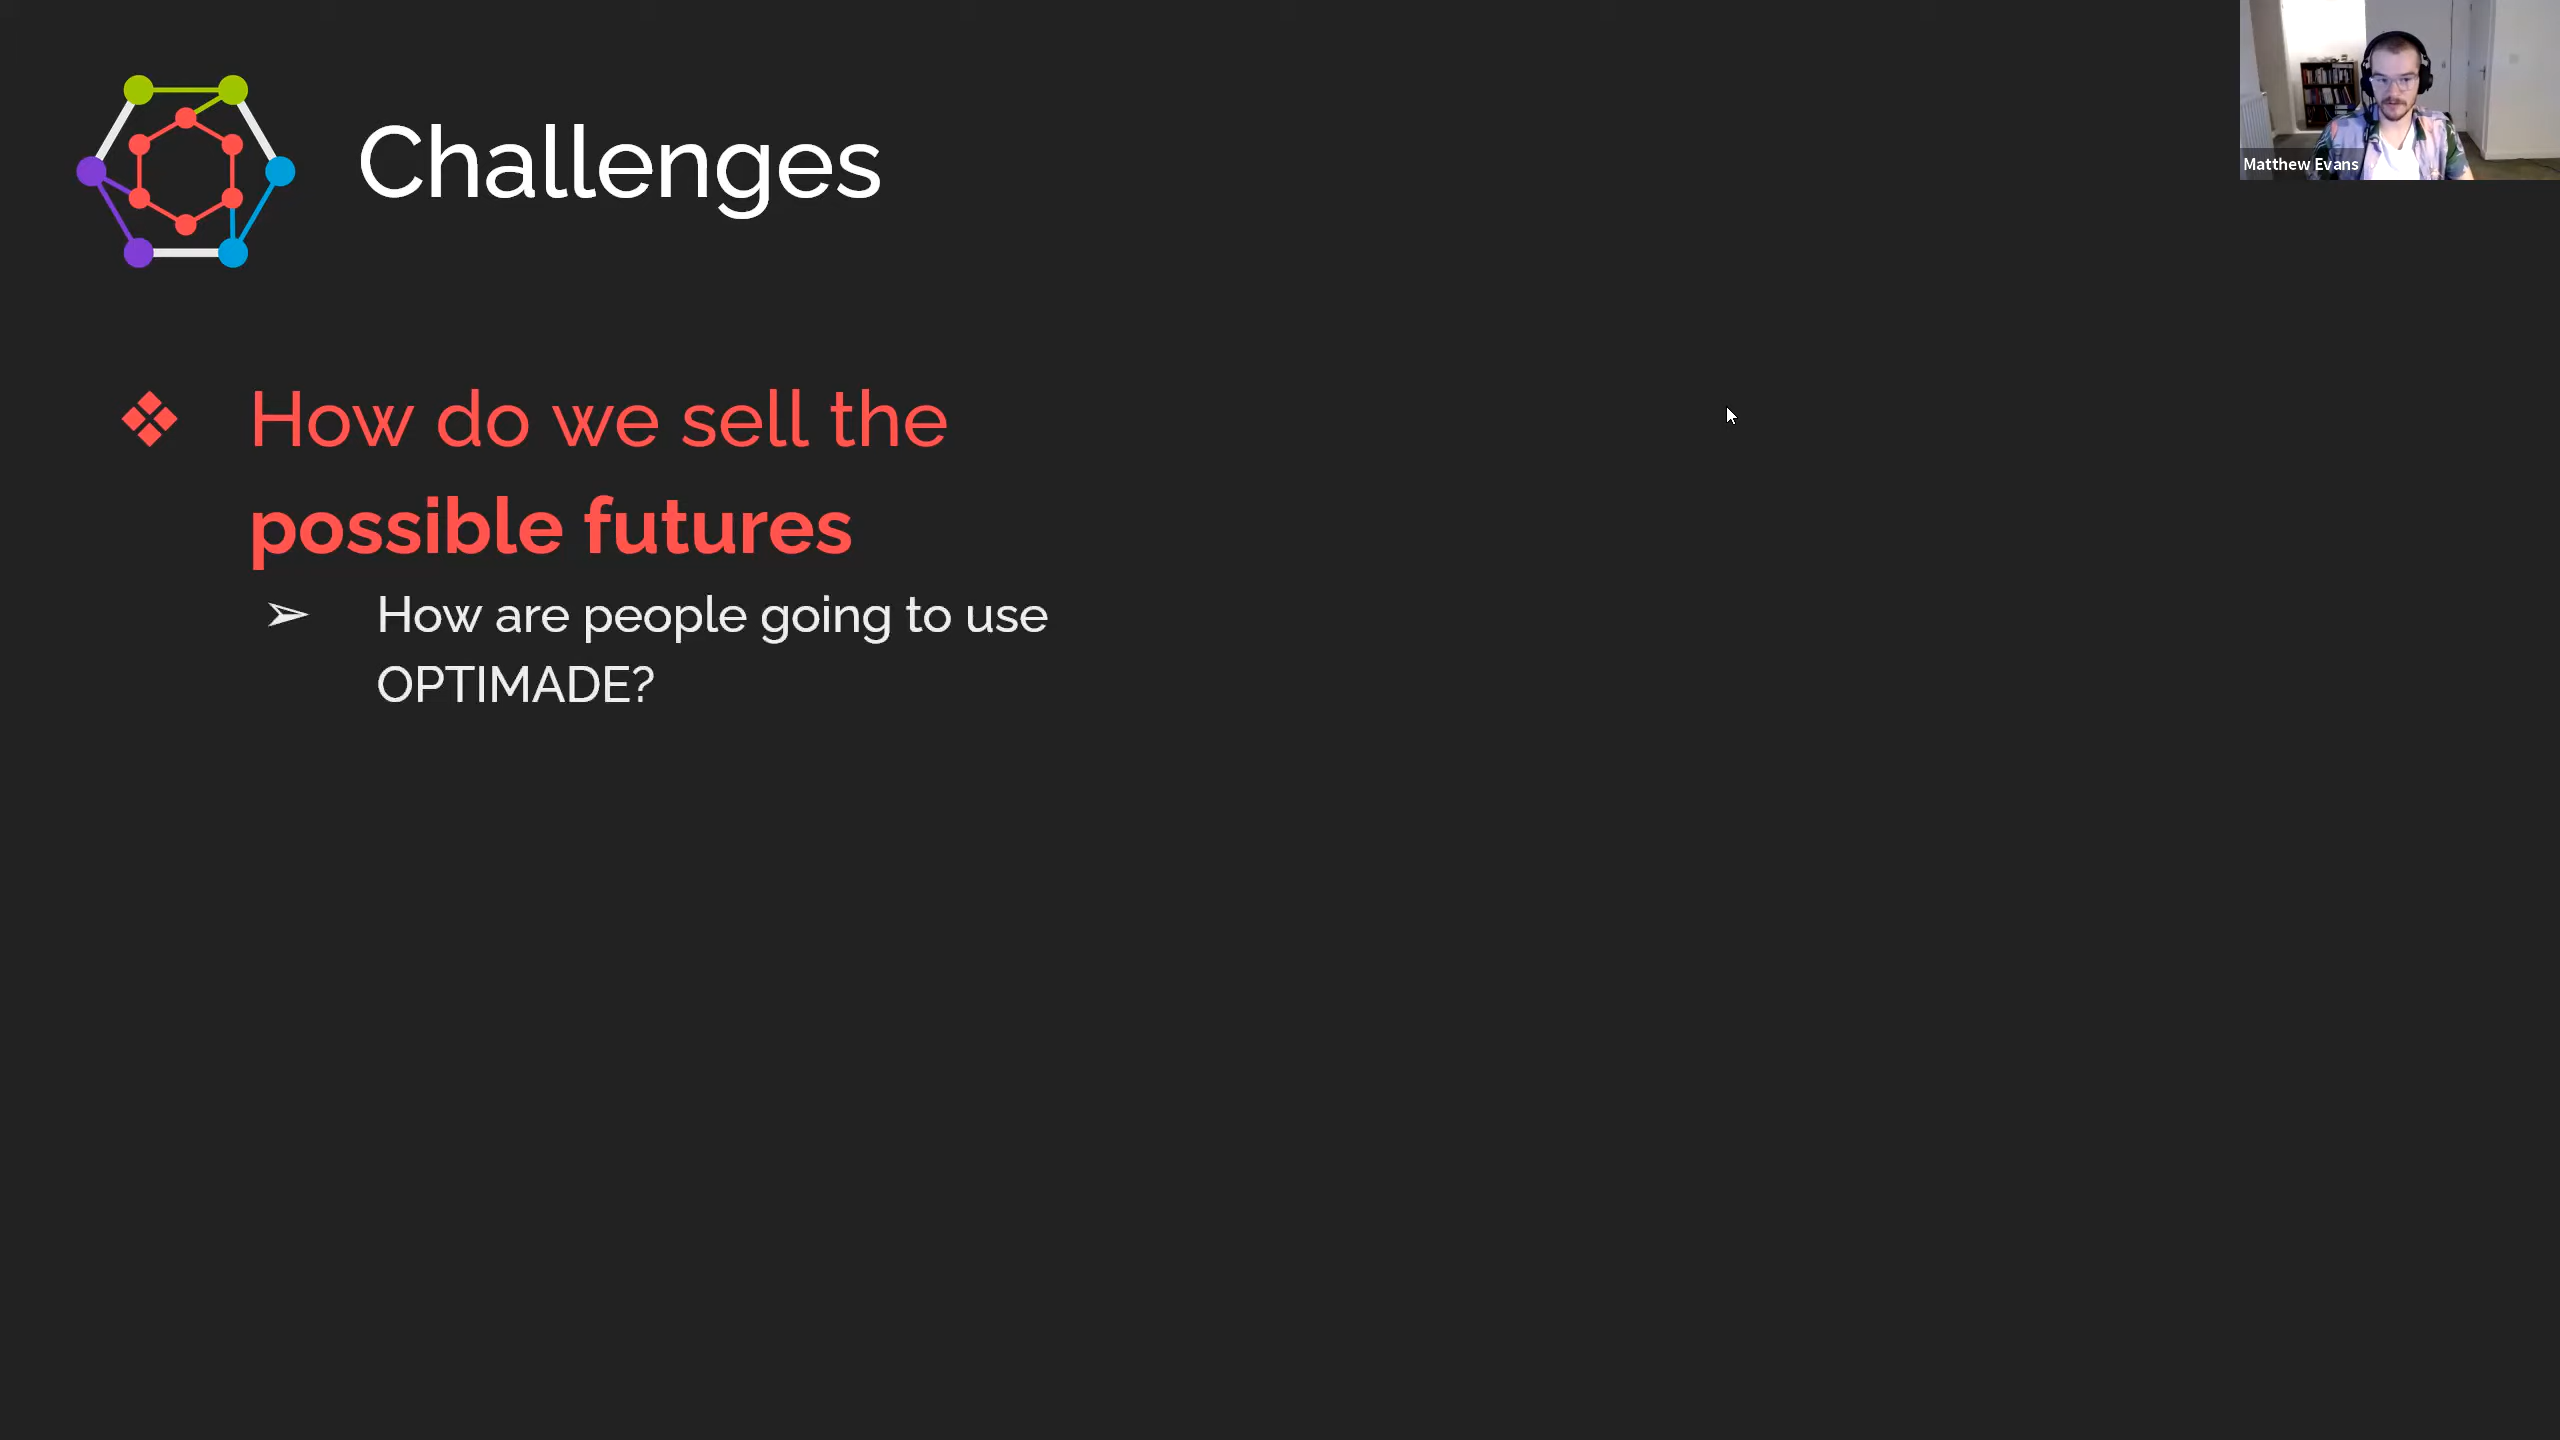 Challenges
Matthew Evans
❖ How do we sell the
possible futures
➢ How are people going to use
OPTIMADE?